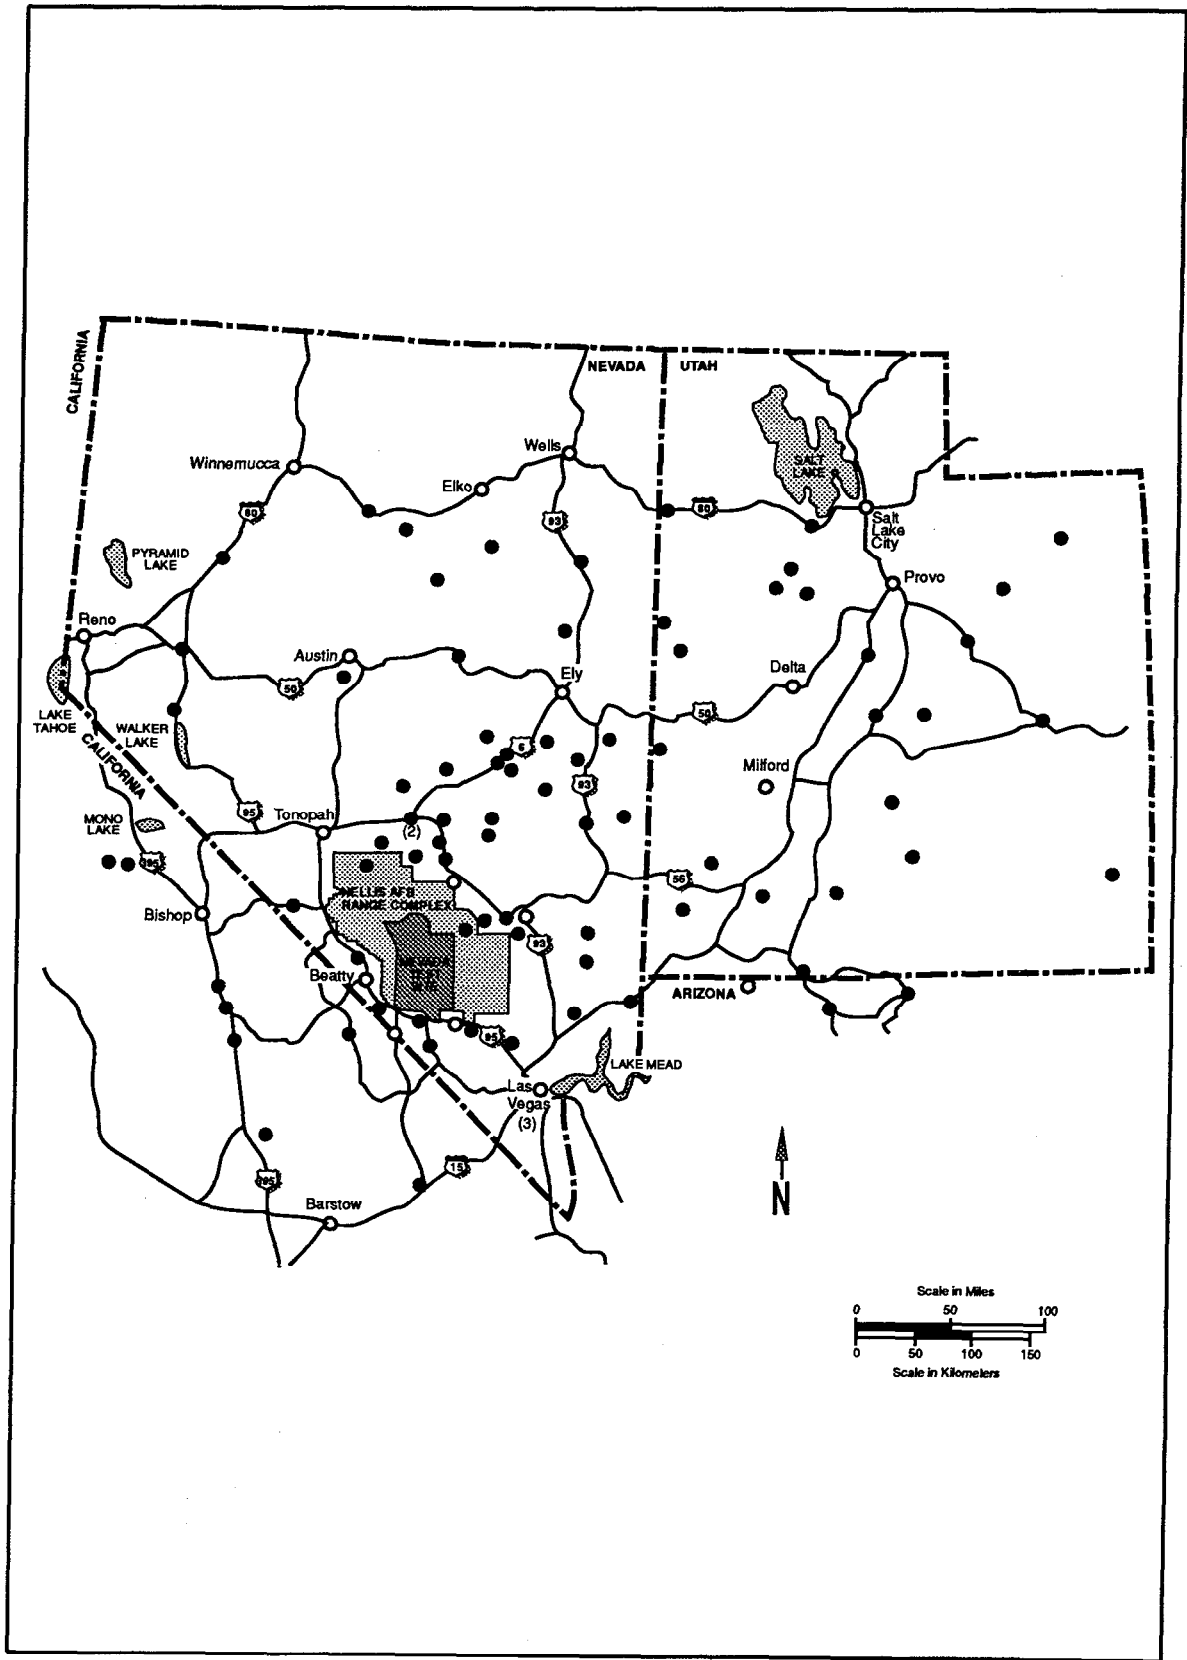 CALIFORNIA
NEVADA
UTAH
Winnemucca
Wells
Elko
SALT
LAKE
80
93
80
Salt
Lake
City
PYRAMID
LAKE
Provo
Reno
Austin
Ely
Delta
50
50
LAKE
TAHOE
WALKER
LAKE
CALIFORNIA
6
93
Milford
95
Tonopah
(2)
MONO
LAKE
395
56
NELLIS AFB
RANGE COMPLEX
Bishop
93
NEVADA
TEST
SITE
Beatty
ARIZONA
95
LAKE MEAD
Las
Vegas
(3)
15
395
Barstow
N
Scale in Miles
0 50 100
0 50 100 150
Scale in Kilometers